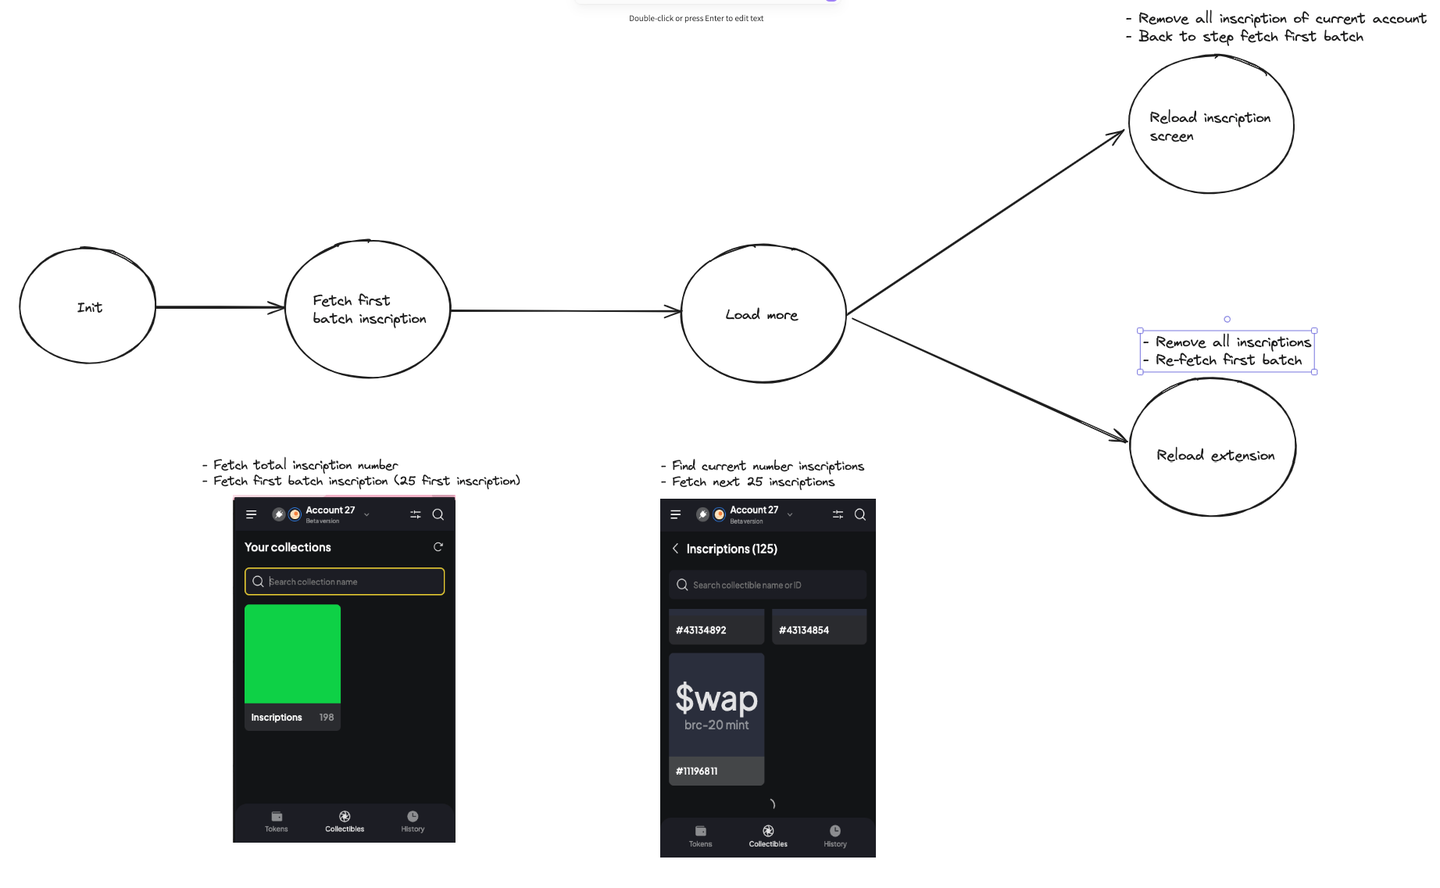 Double-click or press Enter to edit text
- Remove all inscription of current account
- Back to step fetch first batch
Reload inscription
screen
Init
Fetch first
batch inscription
Load more
- Remove all inscriptions
- Re-fetch first batch
Reload extension
- Fetch total inscription number
- Fetch first batch inscription (25 first inscription)
Account 27
Beta version
Your collections
Search collection name
Inscriptions 198
Tokens Collectibles History
- Find current number inscriptions
- Fetch next 25 inscriptions
Account 27
Beta version
Inscriptions (125)
Search collectible name or ID
#43134892 #43134854
$wap
brc-20 mint
#11196811
Tokens Collectibles History